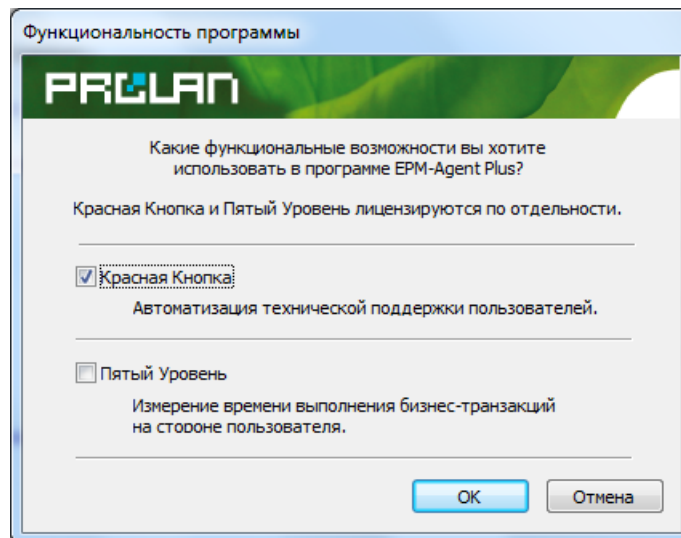 Функциональность программы
PROLAN
Какие функциональные возможности вы хотите
использовать в программе EPM-Agent Plus?
Красная Кнопка и Пятый Уровень лицензируются по отдельности.
Красная Кнопка
Автоматизация технической поддержки пользователей.
Пятый Уровень
Измерение времени выполнения бизнес-транзакций
на стороне пользователя.
OK
Отмена